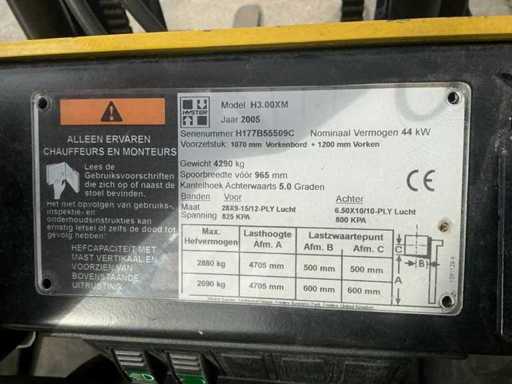 ALLEEN ERVAREN
CHAUFFEURS EN MONTEURS
Lees de
Gebruiksvoorschriften
die zich op of aan de
stoel bevinden.
Het niet opvolgen van gebruiks-,
inspektie- en
onderhoudsinstrukties kan
ernstig letsel of zelfs de dood
tot gevolg hebben.
HEFCAPACITEIT MET
MAST VERTIKAAL EN
VOORZIEN VAN
BOVENSTAANDE
UITRUSTING
HYSTER
Model H3.00XM
Jaar 2005
Serienummer H177B55509C Nominaal Vermogen 44 kW
Voorzetstuk: 1070 mm Vorkenbord + 1200 mm Vorken
Gewicht 4290 kg
Spoorbreedte vóór 965 mm
Kantelhoek Achterwaarts 5.0 Graden
Banden Voor Achter
Maat 28X9-15/12-PLY Lucht 6.50X10/10-PLY Lucht
Spanning 825 KPA 800 KPA
Max. Hefvermogen Lasthoogte Afm. A Lastzwaartepunt Afm. B Afm. C
2880 kg 4705 mm 500 mm 500 mm
2690 kg 4705 mm 600 mm 600 mm
C
B
A